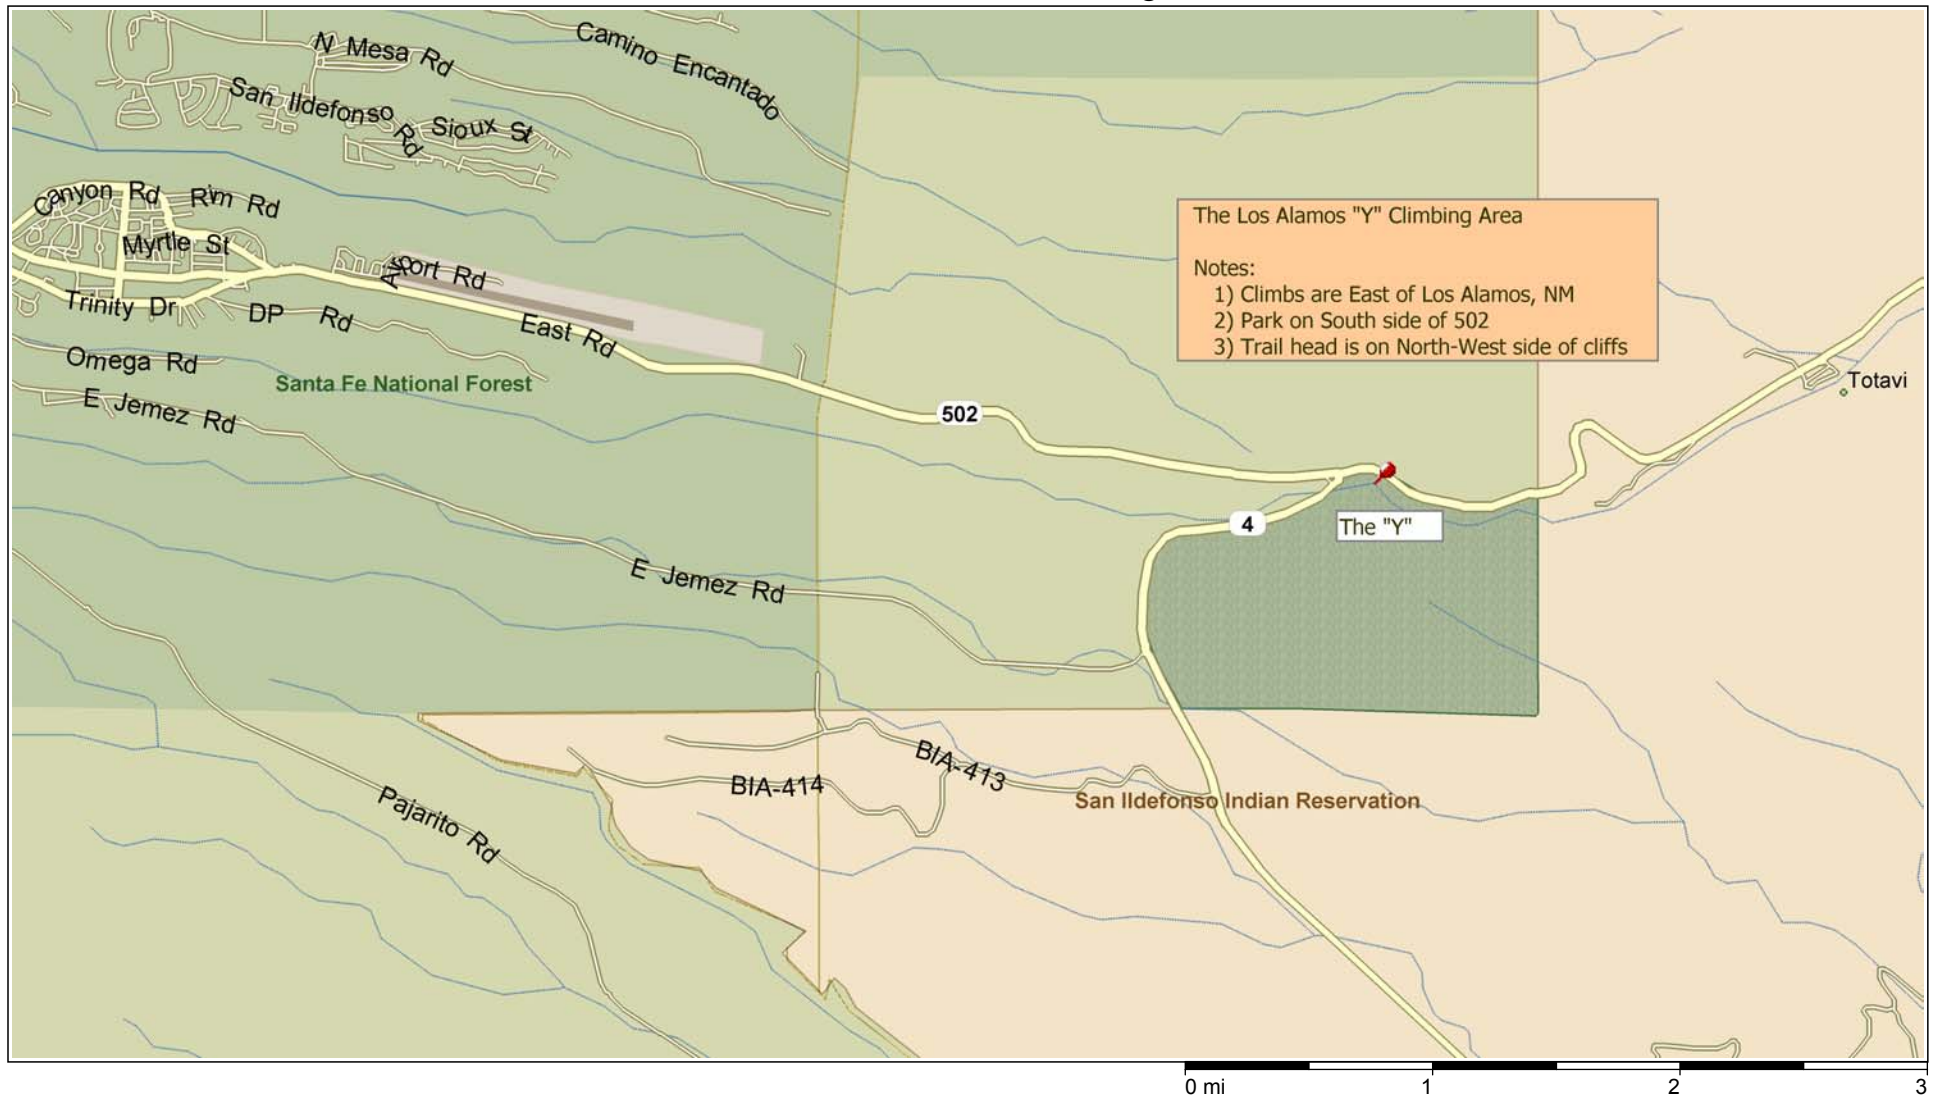 Camino Encantado
N Mesa Rd
San Ildefonso Rd
Sioux St
Canyon Rd
Rim Rd
Myrtle St
Airport Rd
Trinity Dr
DP Rd
East Rd
Omega Rd
Santa Fe National Forest
E Jemez Rd
The Los Alamos "Y" Climbing Area
Notes:
1) Climbs are East of Los Alamos, NM
2) Park on South side of 502
3) Trail head is on North-West side of cliffs
Totavi
502
4
The "Y"
E Jemez Rd
BIA-413
BIA-414
San Ildefonso Indian Reservation
Pajarito Rd
0 mi 1 2 3